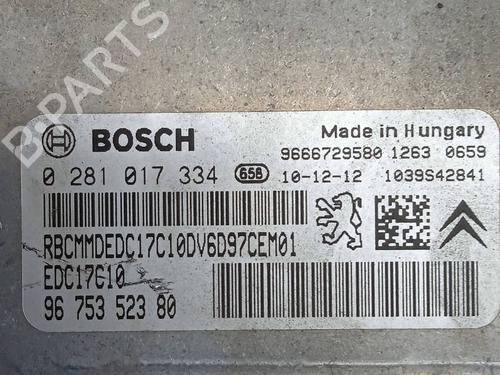 B-PARTS
BOSCH
Made in Hungary
9666729580 1263 0659
0 281 017 334 658 10-12-12 1039S42841
RBCMMDEDC17C10DV6D97CEM01
EDC17C10
96 753 523 80